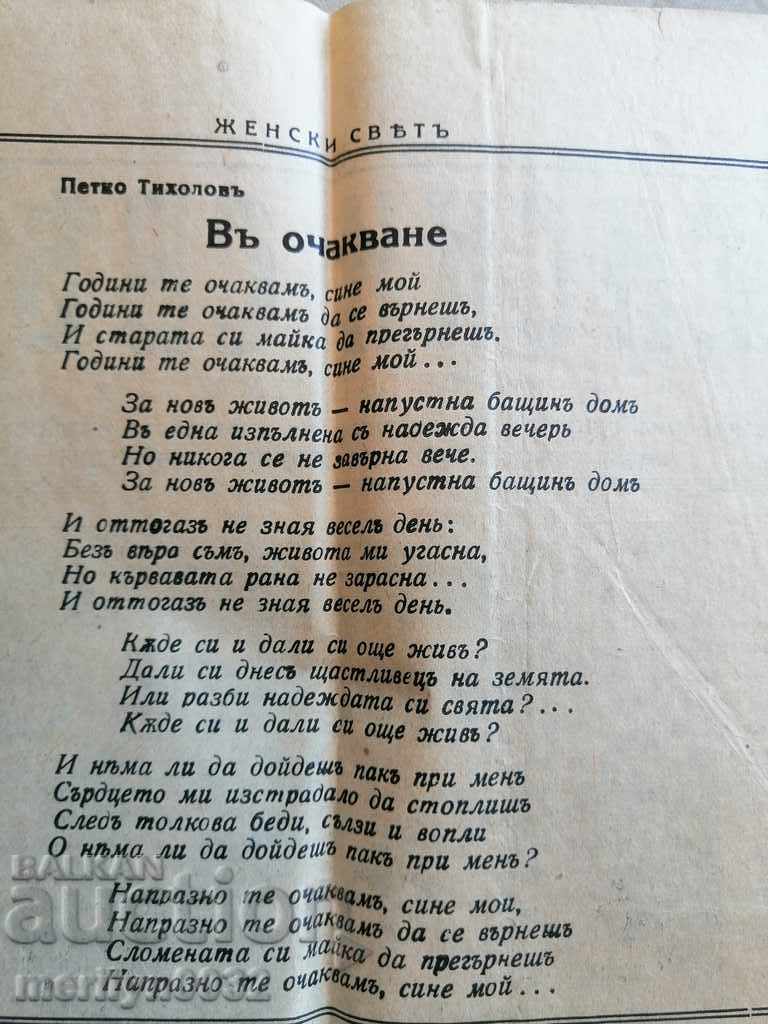 ЖЕНСКИ СВѢТЪ
Петко Тихоловъ
Въ очакване
Години те очаквамъ, сине мой
Години те очаквамъ да се върнешъ,
И старата си майка да прегърнешъ.
Години те очаквамъ, сине мой...
За новъ животъ — напустна бащинъ домъ
Въ една изпълнена съ надежда вечерь
Но никога се не завърна вече.
За новъ животъ — напустна бащинъ домъ
И оттогазъ не зная веселъ день:
Безъ вѣра съмъ, живота ми угасна,
Но кървавата рана не зарасна...
И оттогазъ не зная веселъ день.
Кѫде си и дали си още живъ?
Дали си днесъ щастливецъ на земята.
Или разби надеждата си свята?...
Кѫде си и дали си още живъ?
И нѣма ли да дойдешъ пакъ при менъ
Сърдцето ми изстрадало да стоплишъ
Следъ толкова беди, сълзи и вопли
О нѣма ли да дойдешъ пакъ при менъ?
Напразно те очаквамъ, сине мои,
Напразно те очаквамъ да се върнешъ
Сломената си майка да прегърнешъ
Напразно те очаквамъ, сине мой...
BALKAN
auction